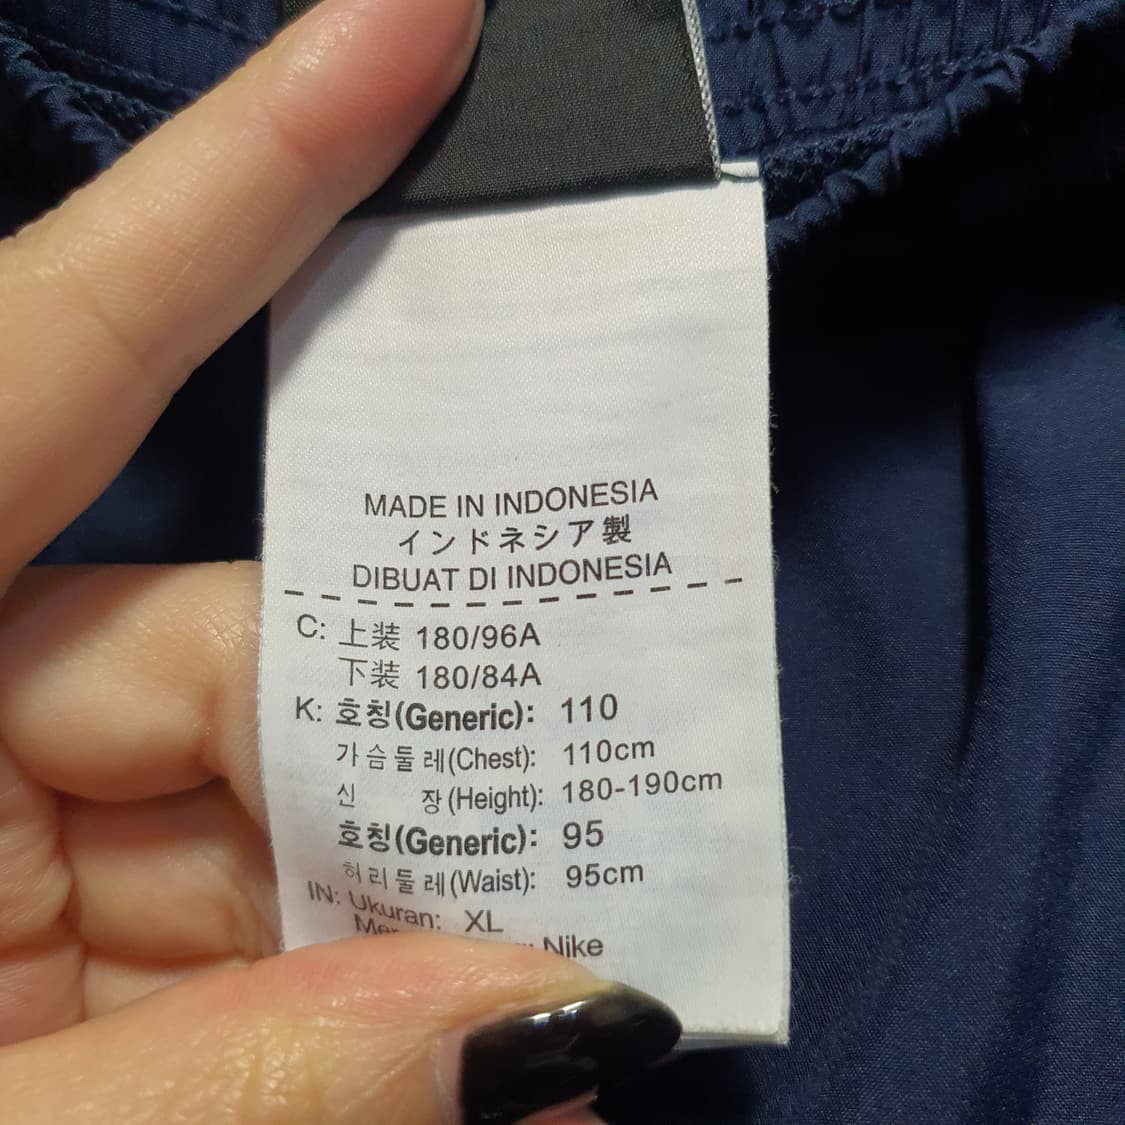 MADE IN INDONESIA
インドネシア製
DIBUAT DI INDONESIA
C: 上装 180/96A
下装 180/84A
K: 호칭(Generic): 110
가슴둘레(Chest): 110cm
신 장(Height): 180-190cm
호칭(Generic): 95
허리둘레(Waist): 95cm
IN: Ukuran: XL
Nike